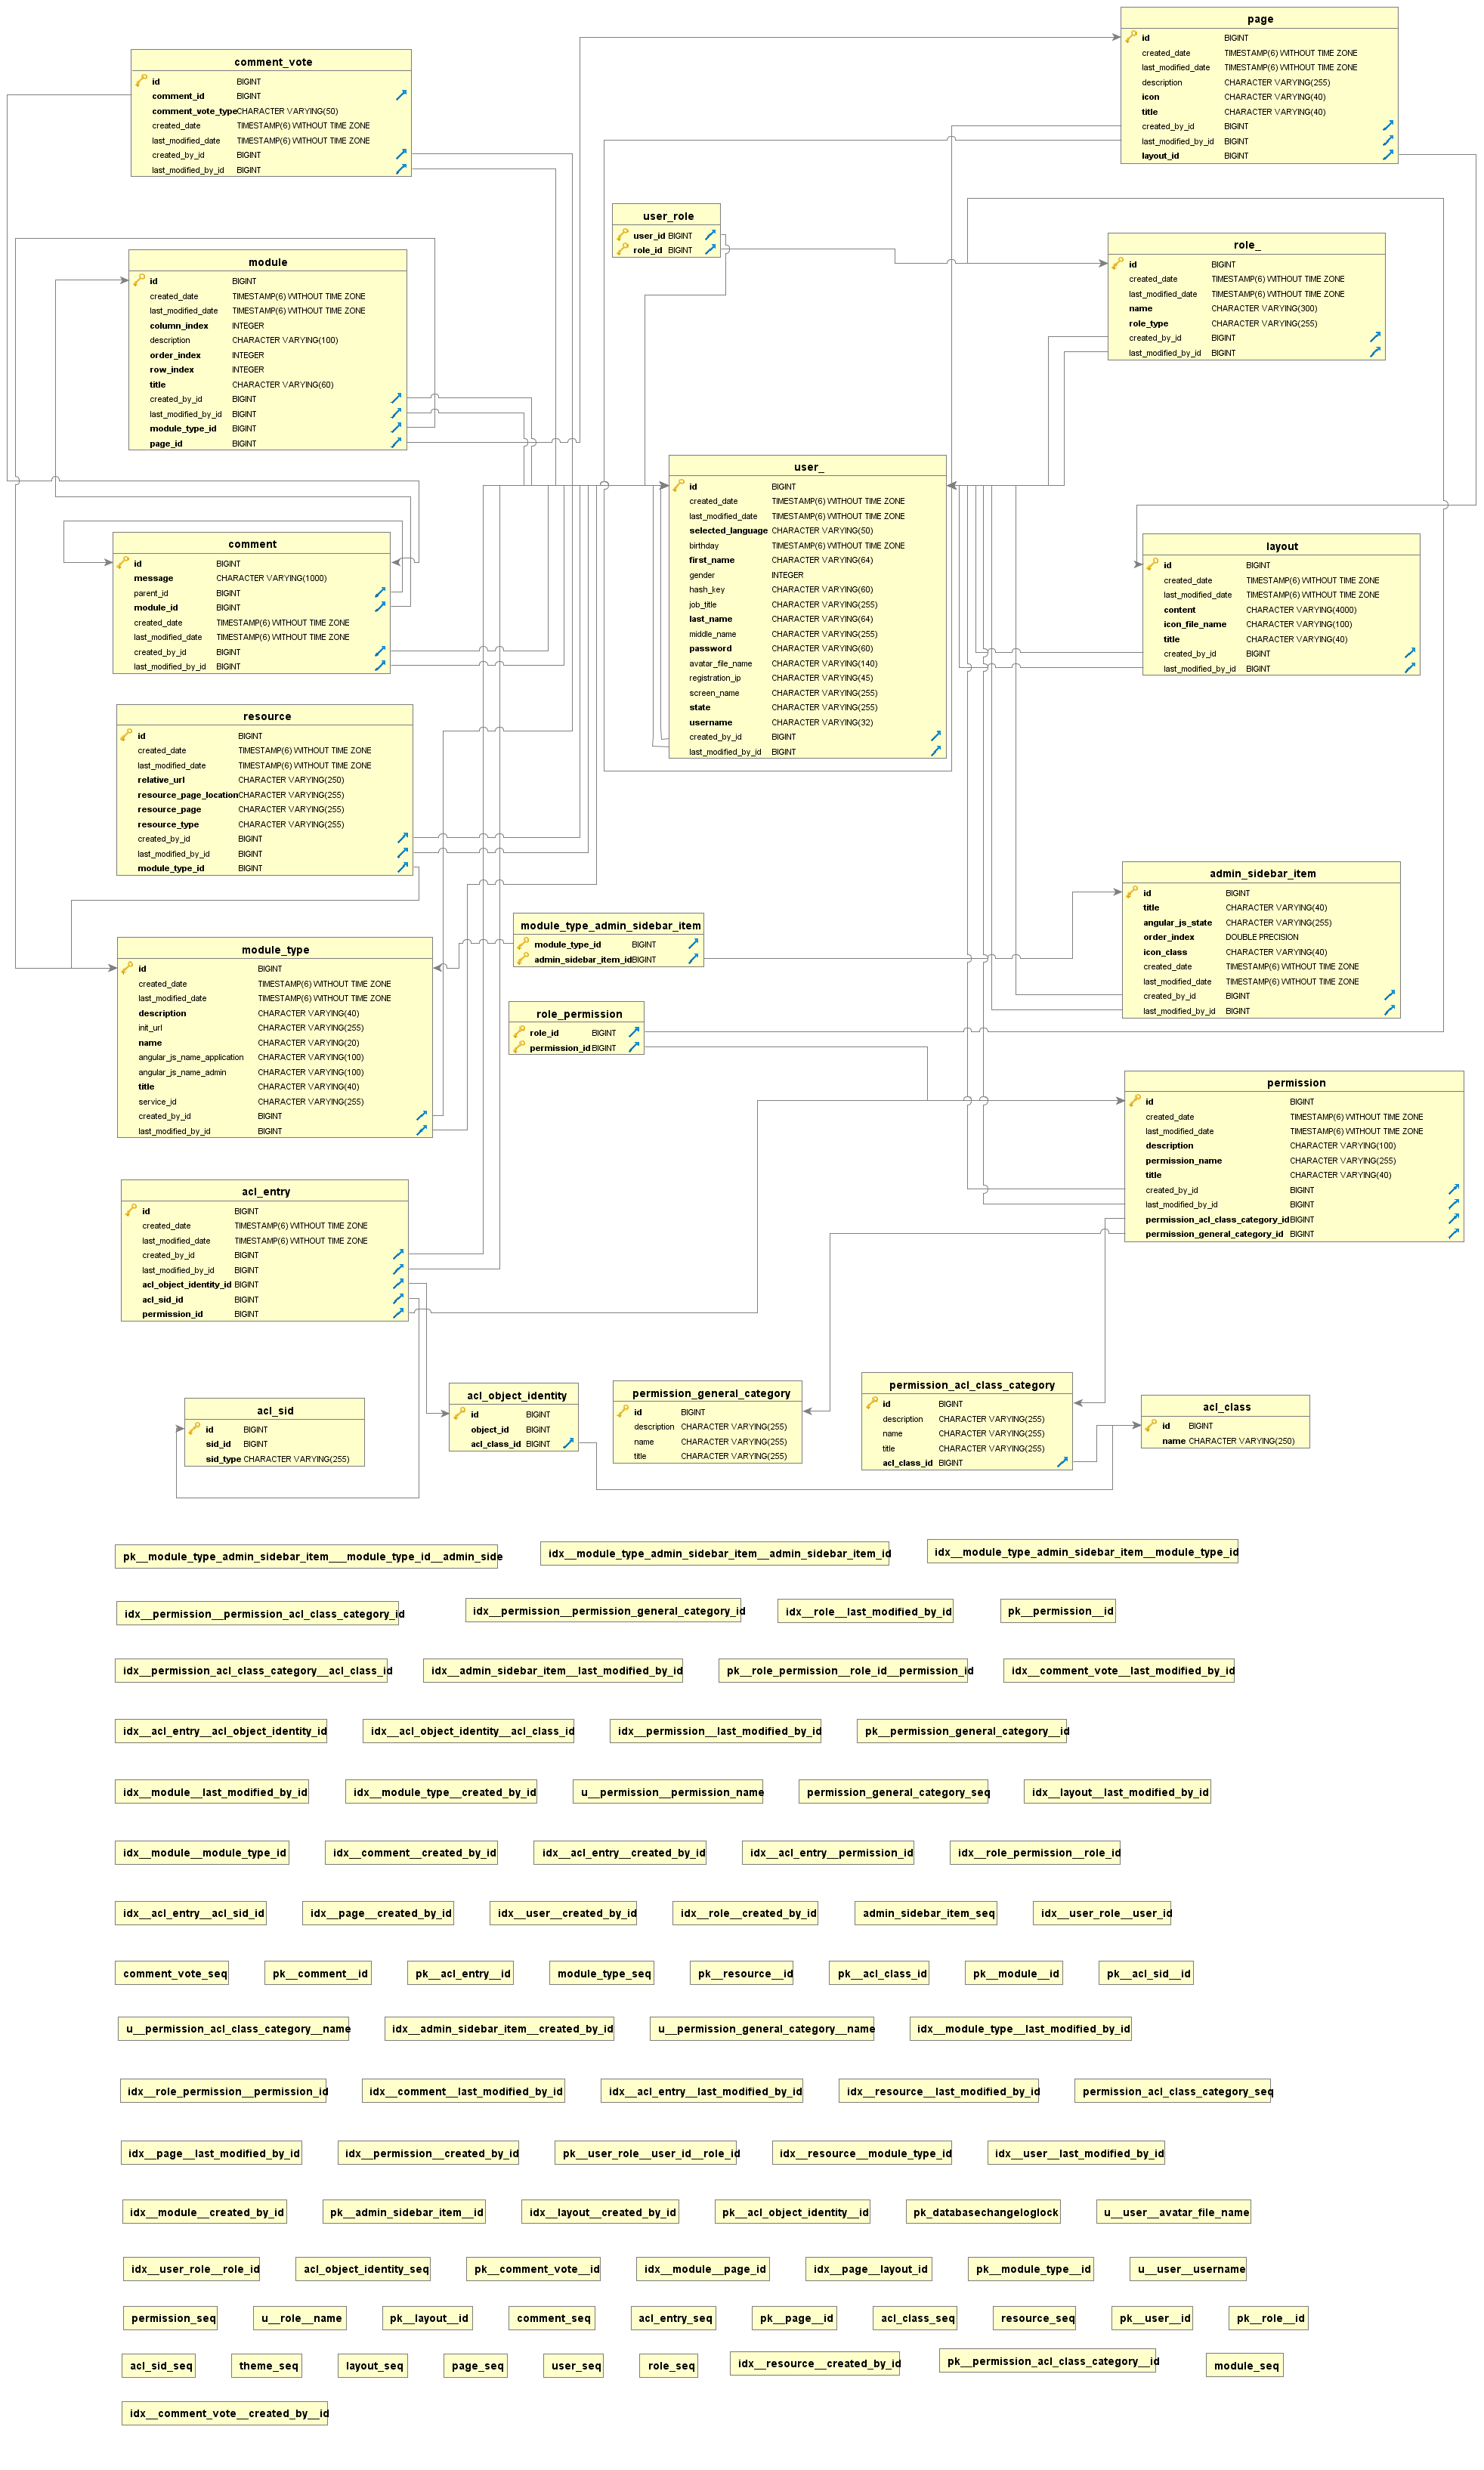 page
id BIGINT
created_date TIMESTAMP(6) WITHOUT TIME ZONE
last_modified_date TIMESTAMP(6) WITHOUT TIME ZONE
description CHARACTER VARYING(255)
icon CHARACTER VARYING(40)
title CHARACTER VARYING(40)
created_by_id BIGINT
last_modified_by_id BIGINT
layout_id BIGINT
comment_vote
id BIGINT
comment_id BIGINT
comment_vote_type CHARACTER VARYING(50)
created_date TIMESTAMP(6) WITHOUT TIME ZONE
last_modified_date TIMESTAMP(6) WITHOUT TIME ZONE
created_by_id BIGINT
last_modified_by_id BIGINT
user_role
user_id BIGINT
role_id BIGINT
role_
id BIGINT
created_date TIMESTAMP(6) WITHOUT TIME ZONE
last_modified_date TIMESTAMP(6) WITHOUT TIME ZONE
name CHARACTER VARYING(300)
role_type CHARACTER VARYING(255)
created_by_id BIGINT
last_modified_by_id BIGINT
module
id BIGINT
created_date TIMESTAMP(6) WITHOUT TIME ZONE
last_modified_date TIMESTAMP(6) WITHOUT TIME ZONE
column_index INTEGER
description CHARACTER VARYING(100)
order_index INTEGER
row_index INTEGER
title CHARACTER VARYING(60)
created_by_id BIGINT
last_modified_by_id BIGINT
module_type_id BIGINT
page_id BIGINT
user_
id BIGINT
created_date TIMESTAMP(6) WITHOUT TIME ZONE
last_modified_date TIMESTAMP(6) WITHOUT TIME ZONE
selected_language CHARACTER VARYING(50)
birthday TIMESTAMP(6) WITHOUT TIME ZONE
first_name CHARACTER VARYING(64)
gender INTEGER
hash_key CHARACTER VARYING(60)
job_title CHARACTER VARYING(255)
last_name CHARACTER VARYING(64)
middle_name CHARACTER VARYING(255)
password CHARACTER VARYING(60)
avatar_file_name CHARACTER VARYING(140)
registration_ip CHARACTER VARYING(45)
screen_name CHARACTER VARYING(255)
state CHARACTER VARYING(255)
username CHARACTER VARYING(32)
created_by_id BIGINT
last_modified_by_id BIGINT
comment
id BIGINT
message CHARACTER VARYING(1000)
parent_id BIGINT
module_id BIGINT
created_date TIMESTAMP(6) WITHOUT TIME ZONE
last_modified_date TIMESTAMP(6) WITHOUT TIME ZONE
created_by_id BIGINT
last_modified_by_id BIGINT
layout
id BIGINT
created_date TIMESTAMP(6) WITHOUT TIME ZONE
last_modified_date TIMESTAMP(6) WITHOUT TIME ZONE
content CHARACTER VARYING(4000)
icon_file_name CHARACTER VARYING(100)
title CHARACTER VARYING(40)
created_by_id BIGINT
last_modified_by_id BIGINT
resource
id BIGINT
created_date TIMESTAMP(6) WITHOUT TIME ZONE
last_modified_date TIMESTAMP(6) WITHOUT TIME ZONE
relative_url CHARACTER VARYING(250)
resource_page_location CHARACTER VARYING(255)
resource_page CHARACTER VARYING(255)
resource_type CHARACTER VARYING(255)
created_by_id BIGINT
last_modified_by_id BIGINT
module_type_id BIGINT
admin_sidebar_item
id BIGINT
title CHARACTER VARYING(40)
angular_js_state CHARACTER VARYING(255)
order_index DOUBLE PRECISION
icon_class CHARACTER VARYING(40)
created_date TIMESTAMP(6) WITHOUT TIME ZONE
last_modified_date TIMESTAMP(6) WITHOUT TIME ZONE
created_by_id BIGINT
last_modified_by_id BIGINT
module_type_admin_sidebar_item
module_type_id BIGINT
admin_sidebar_item_id BIGINT
module_type
id BIGINT
created_date TIMESTAMP(6) WITHOUT TIME ZONE
last_modified_date TIMESTAMP(6) WITHOUT TIME ZONE
description CHARACTER VARYING(40)
init_url CHARACTER VARYING(255)
name CHARACTER VARYING(20)
angular_js_name_application CHARACTER VARYING(100)
angular_js_name_admin CHARACTER VARYING(100)
title CHARACTER VARYING(40)
service_id CHARACTER VARYING(255)
created_by_id BIGINT
last_modified_by_id BIGINT
role_permission
role_id BIGINT
permission_id BIGINT
permission
id BIGINT
created_date TIMESTAMP(6) WITHOUT TIME ZONE
last_modified_date TIMESTAMP(6) WITHOUT TIME ZONE
description CHARACTER VARYING(100)
permission_name CHARACTER VARYING(255)
title CHARACTER VARYING(40)
created_by_id BIGINT
last_modified_by_id BIGINT
permission_acl_class_category_id BIGINT
permission_general_category_id BIGINT
acl_entry
id BIGINT
created_date TIMESTAMP(6) WITHOUT TIME ZONE
last_modified_date TIMESTAMP(6) WITHOUT TIME ZONE
created_by_id BIGINT
last_modified_by_id BIGINT
acl_object_identity_id BIGINT
acl_sid_id BIGINT
permission_id BIGINT
acl_sid
id BIGINT
sid_id BIGINT
sid_type CHARACTER VARYING(255)
acl_object_identity
id BIGINT
object_id BIGINT
acl_class_id BIGINT
permission_general_category
id BIGINT
description CHARACTER VARYING(255)
name CHARACTER VARYING(255)
title CHARACTER VARYING(255)
permission_acl_class_category
id BIGINT
description CHARACTER VARYING(255)
name CHARACTER VARYING(255)
title CHARACTER VARYING(255)
acl_class_id BIGINT
acl_class
id BIGINT
name CHARACTER VARYING(250)
pk__module_type_admin_sidebar_item___module_type_id__admin_side
idx__module_type_admin_sidebar_item__admin_sidebar_item_id
idx__module_type_admin_sidebar_item__module_type_id
idx__permission__permission_acl_class_category_id
idx__permission__permission_general_category_id
idx__role__last_modified_by_id
pk__permission__id
idx__permission_acl_class_category__acl_class_id
idx__admin_sidebar_item__last_modified_by_id
pk__role_permission__role_id__permission_id
idx__comment_vote__last_modified_by_id
idx__acl_entry__acl_object_identity_id
idx__acl_object_identity__acl_class_id
idx__permission__last_modified_by_id
pk__permission_general_category__id
idx__module__last_modified_by_id
idx__module_type__created_by_id
u__permission__permission_name
permission_general_category_seq
idx__layout__last_modified_by_id
idx__module__module_type_id
idx__comment__created_by_id
idx__acl_entry__created_by_id
idx__acl_entry__permission_id
idx__role_permission__role_id
idx__acl_entry__acl_sid_id
idx__page__created_by_id
idx__user__created_by_id
idx__role__created_by_id
admin_sidebar_item_seq
idx__user_role__user_id
comment_vote_seq
pk__comment__id
pk__acl_entry__id
module_type_seq
pk__resource__id
pk__acl_class_id
pk__module__id
pk__acl_sid__id
u__permission_acl_class_category__name
idx__admin_sidebar_item__created_by_id
u__permission_general_category__name
idx__module_type__last_modified_by_id
idx__role_permission__permission_id
idx__comment__last_modified_by_id
idx__acl_entry__last_modified_by_id
idx__resource__last_modified_by_id
permission_acl_class_category_seq
idx__page__last_modified_by_id
idx__permission__created_by_id
pk__user_role__user_id__role_id
idx__resource__module_type_id
idx__user__last_modified_by_id
idx__module__created_by_id
pk__admin_sidebar_item__id
idx__layout__created_by_id
pk__acl_object_identity__id
pk_databasechangeloglock
u__user__avatar_file_name
idx__user_role__role_id
acl_object_identity_seq
pk__comment_vote__id
idx__module__page_id
idx__page__layout_id
pk__module_type__id
u__user__username
permission_seq
u__role__name
pk__layout__id
comment_seq
acl_entry_seq
pk__page__id
acl_class_seq
resource_seq
pk__user__id
pk__role__id
acl_sid_seq
theme_seq
layout_seq
page_seq
user_seq
role_seq
idx__resource__created_by_id
pk__permission_acl_class_category__id
module_seq
idx__comment_vote__created_by__id